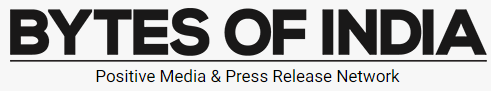 BYTES OF INDIA
Positive Media & Press Release Network